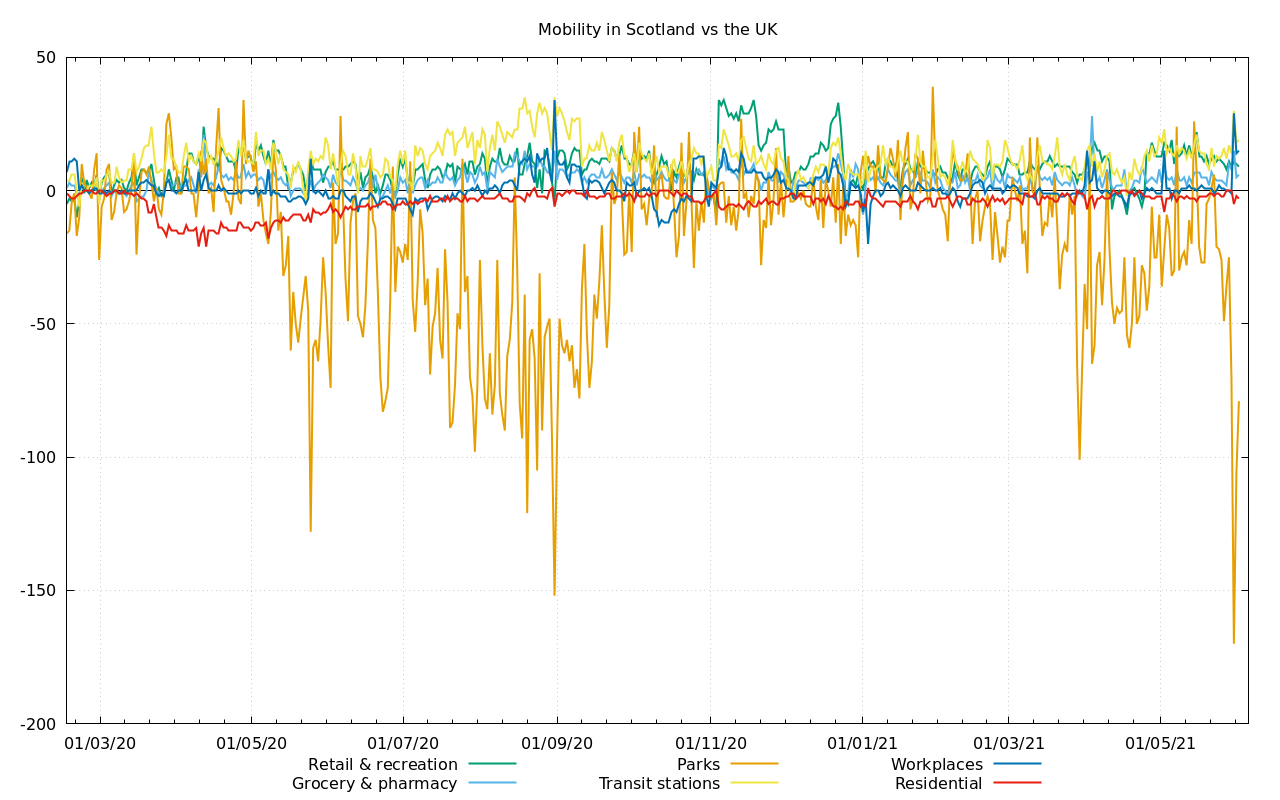 Mobility in Scotland vs the UK
50
0
-50
-100
-150
-200
01/03/20 01/05/20 01/07/20 01/09/20 01/11/20 01/01/21 01/03/21 01/05/21
Retail & recreation Parks Workplaces
Grocery & pharmacy Transit stations Residential